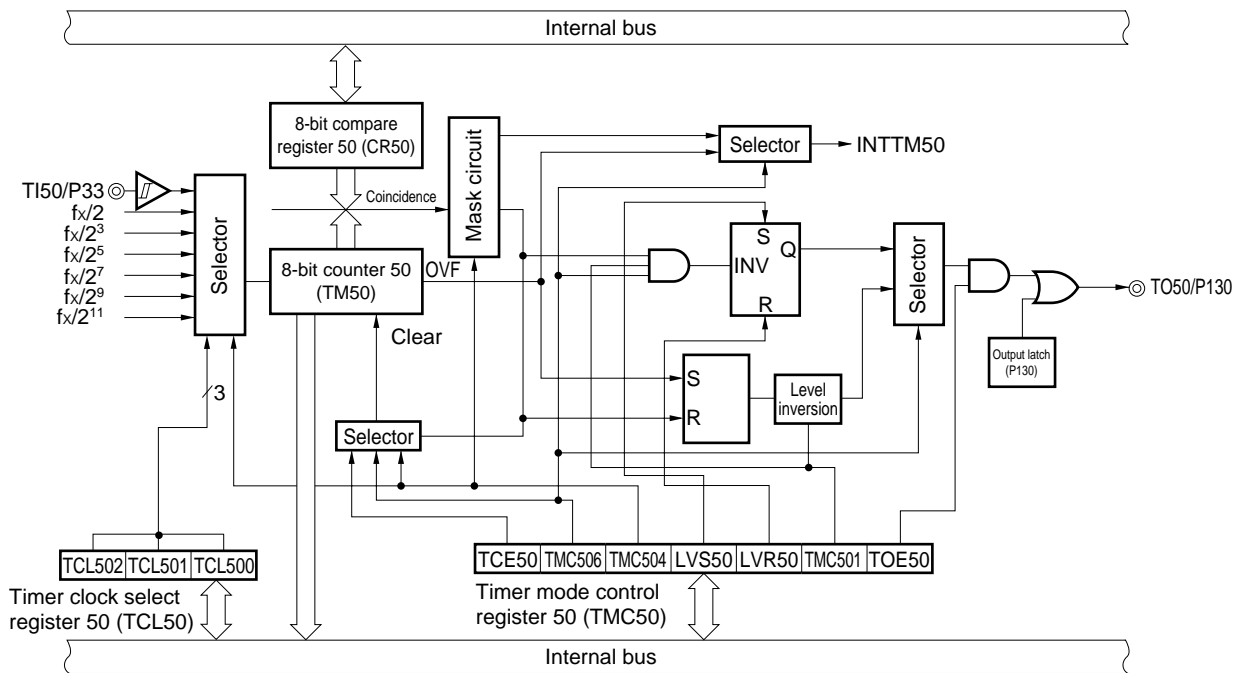 Internal bus
8-bit compare
register 50 (CR50)
Mask circuit
Selector
INTTM50
TI50/P33
fX/2
fX/2³
fX/2⁵
fX/2⁷
fX/2⁹
fX/2¹¹
Selector
Coincidence
8-bit counter 50
(TM50)
OVF
Clear
S
INV
Q
R
Selector
TO50/P130
Output latch
(P130)
S
R
Level
inversion
3
Selector
TCL502 TCL501 TCL500
Timer clock select
register 50 (TCL50)
TCE50 TMC506 TMC504 LVS50 LVR50 TMC501 TOE50
Timer mode control
register 50 (TMC50)
Internal bus